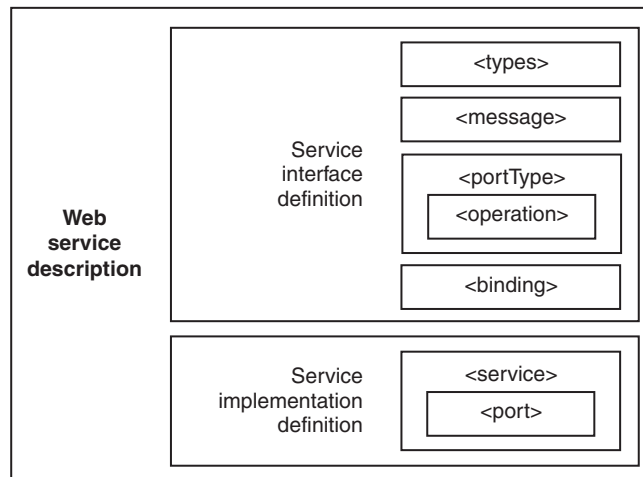 Web
service
description
Service
interface
definition
<types>
<message>
<portType>
<operation>
<binding>
Service
implementation
definition
<service>
<port>